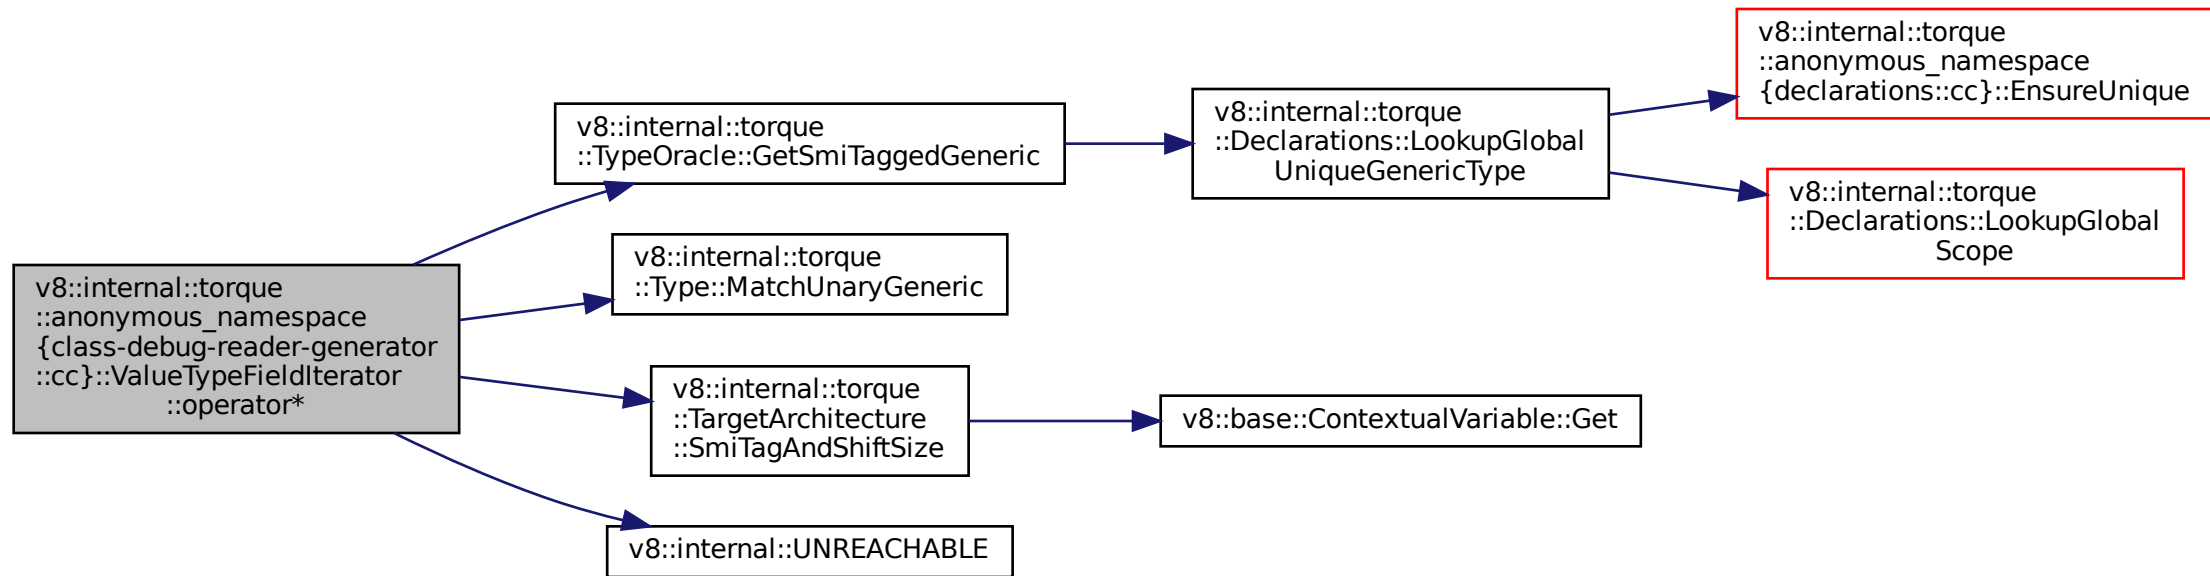 v8::internal::torque
::anonymous_namespace
{class-debug-reader-generator
::cc}::ValueTypeFieldIterator
::operator*
v8::internal::torque
::TypeOracle::GetSmiTaggedGeneric
v8::internal::torque
::Type::MatchUnaryGeneric
v8::internal::torque
::TargetArchitecture
::SmiTagAndShiftSize
v8::internal::UNREACHABLE
v8::internal::torque
::Declarations::LookupGlobal
UniqueGenericType
v8::base::ContextualVariable::Get
v8::internal::torque
::anonymous_namespace
{declarations::cc}::EnsureUnique
v8::internal::torque
::Declarations::LookupGlobal
Scope